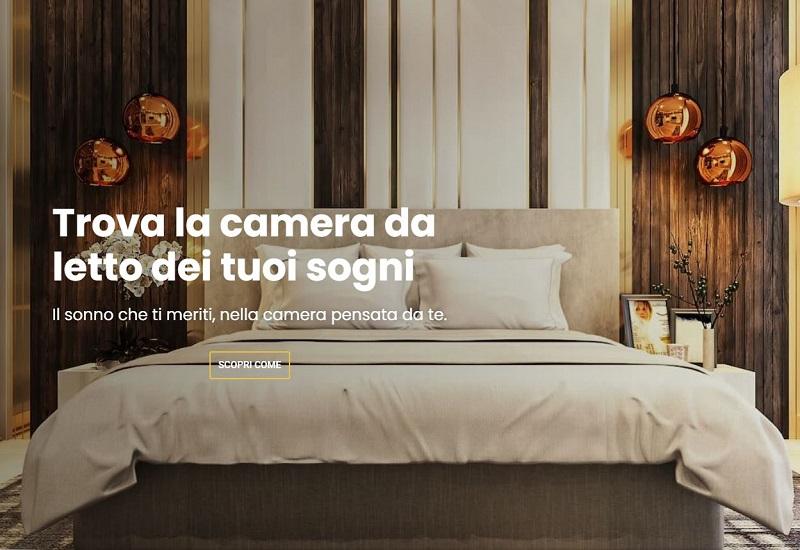 Trova la camera da
letto dei tuoi sogni
Il sonno che ti meriti, nella camera pensata da te.
SCOPRI COME